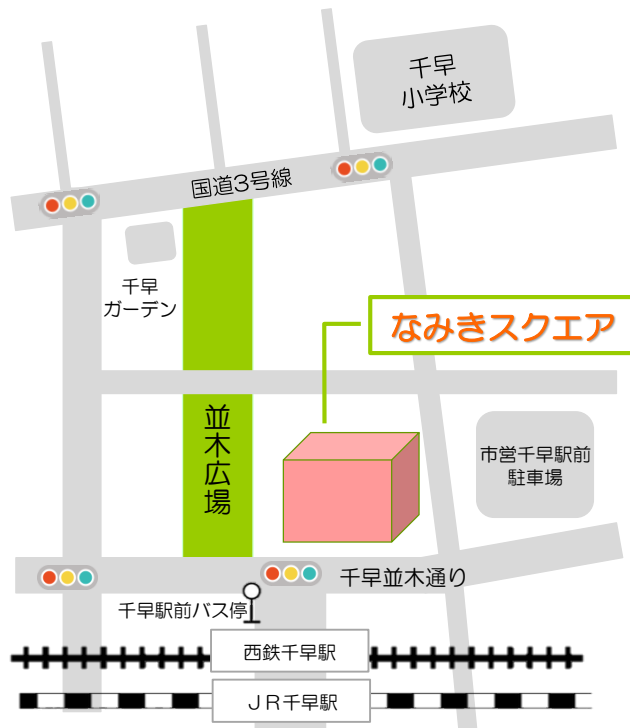 千早
小学校
国道3号線
千早
ガーデン
なみきスクエア
並木広場
市営千早駅前
駐車場
千早並木通り
千早駅前バス停
西鉄千早駅
ＪＲ千早駅